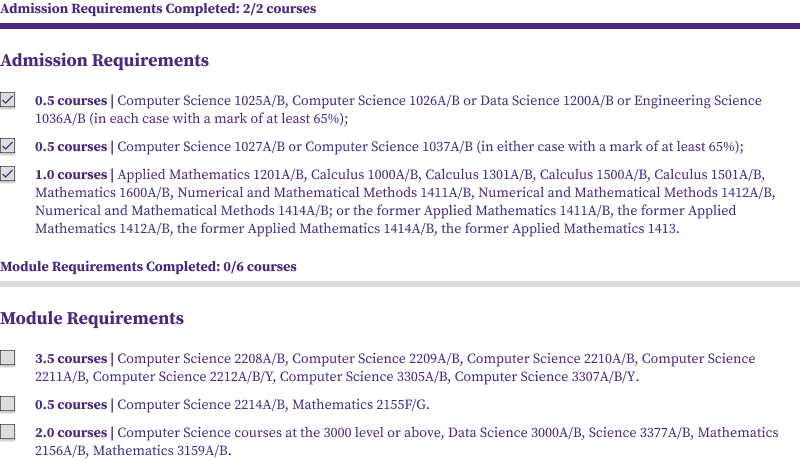 Admission Requirements Completed: 2/2 courses
Admission Requirements
0.5 courses | Computer Science 1025A/B, Computer Science 1026A/B or Data Science 1200A/B or Engineering Science
1036A/B (in each case with a mark of at least 65%);
0.5 courses | Computer Science 1027A/B or Computer Science 1037A/B (in either case with a mark of at least 65%);
1.0 courses | Applied Mathematics 1201A/B, Calculus 1000A/B, Calculus 1301A/B, Calculus 1500A/B, Calculus 1501A/B,
Mathematics 1600A/B, Numerical and Mathematical Methods 1411A/B, Numerical and Mathematical Methods 1412A/B,
Numerical and Mathematical Methods 1414A/B; or the former Applied Mathematics 1411A/B, the former Applied
Mathematics 1412A/B, the former Applied Mathematics 1414A/B, the former Applied Mathematics 1413.
Module Requirements Completed: 0/6 courses
Module Requirements
3.5 courses | Computer Science 2208A/B, Computer Science 2209A/B, Computer Science 2210A/B, Computer Science
2211A/B, Computer Science 2212A/B/Y, Computer Science 3305A/B, Computer Science 3307A/B/Y.
0.5 courses | Computer Science 2214A/B, Mathematics 2155F/G.
2.0 courses | Computer Science courses at the 3000 level or above, Data Science 3000A/B, Science 3377A/B, Mathematics
2156A/B, Mathematics 3159A/B.